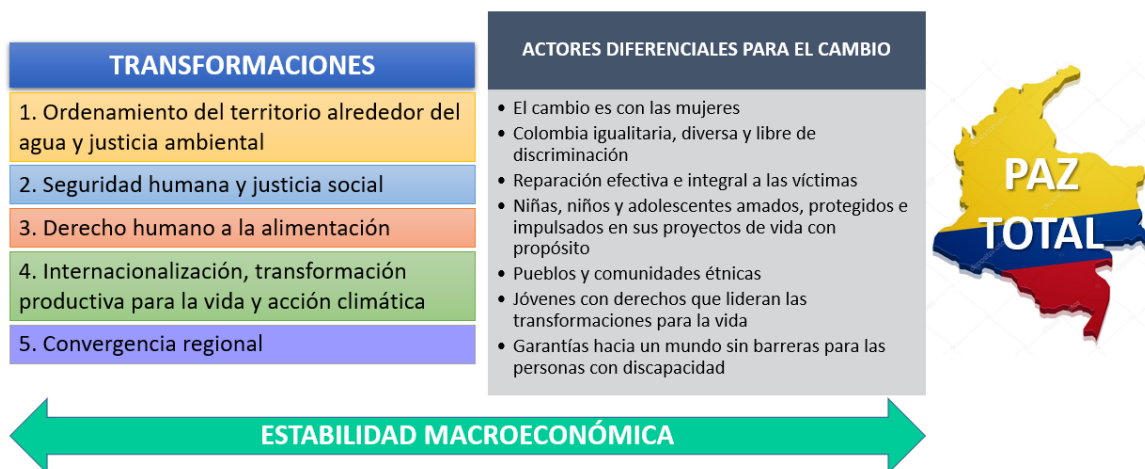 TRANSFORMACIONES
1. Ordenamiento del territorio alrededor del
agua y justicia ambiental
2. Seguridad humana y justicia social
3. Derecho humano a la alimentación
4. Internacionalización, transformación
productiva para la vida y acción climática
5. Convergencia regional
ACTORES DIFERENCIALES PARA EL CAMBIO
• El cambio es con las mujeres
• Colombia igualitaria, diversa y libre de
discriminación
• Reparación efectiva e integral a las víctimas
• Niñas, niños y adolescentes amados, protegidos e
impulsados en sus proyectos de vida con
propósito
• Pueblos y comunidades étnicas
• Jóvenes con derechos que lideran las
transformaciones para la vida
• Garantías hacia un mundo sin barreras para las
personas con discapacidad
PAZ
TOTAL
ESTABILIDAD MACROECONÓMICA